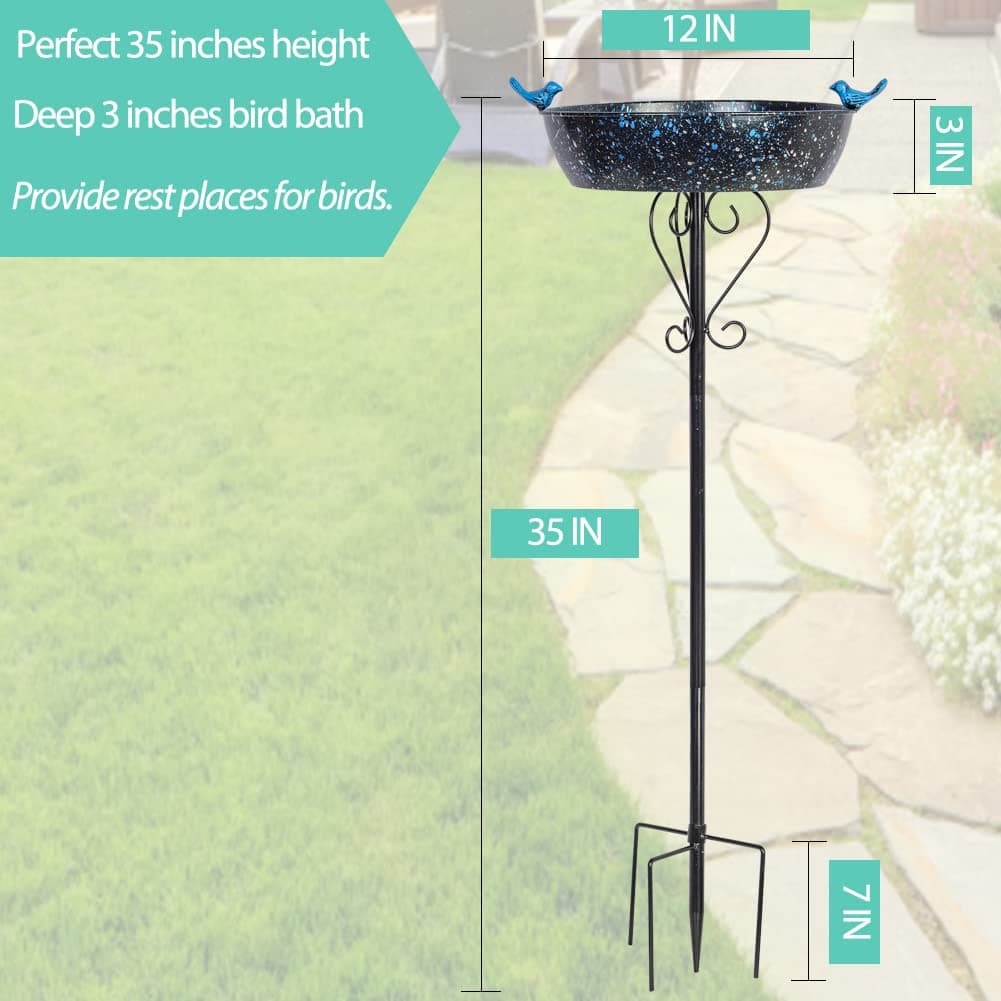 Perfect 35 inches height
Deep 3 inches bird bath
Provide rest places for birds.
12 IN
3 IN
35 IN
7 IN